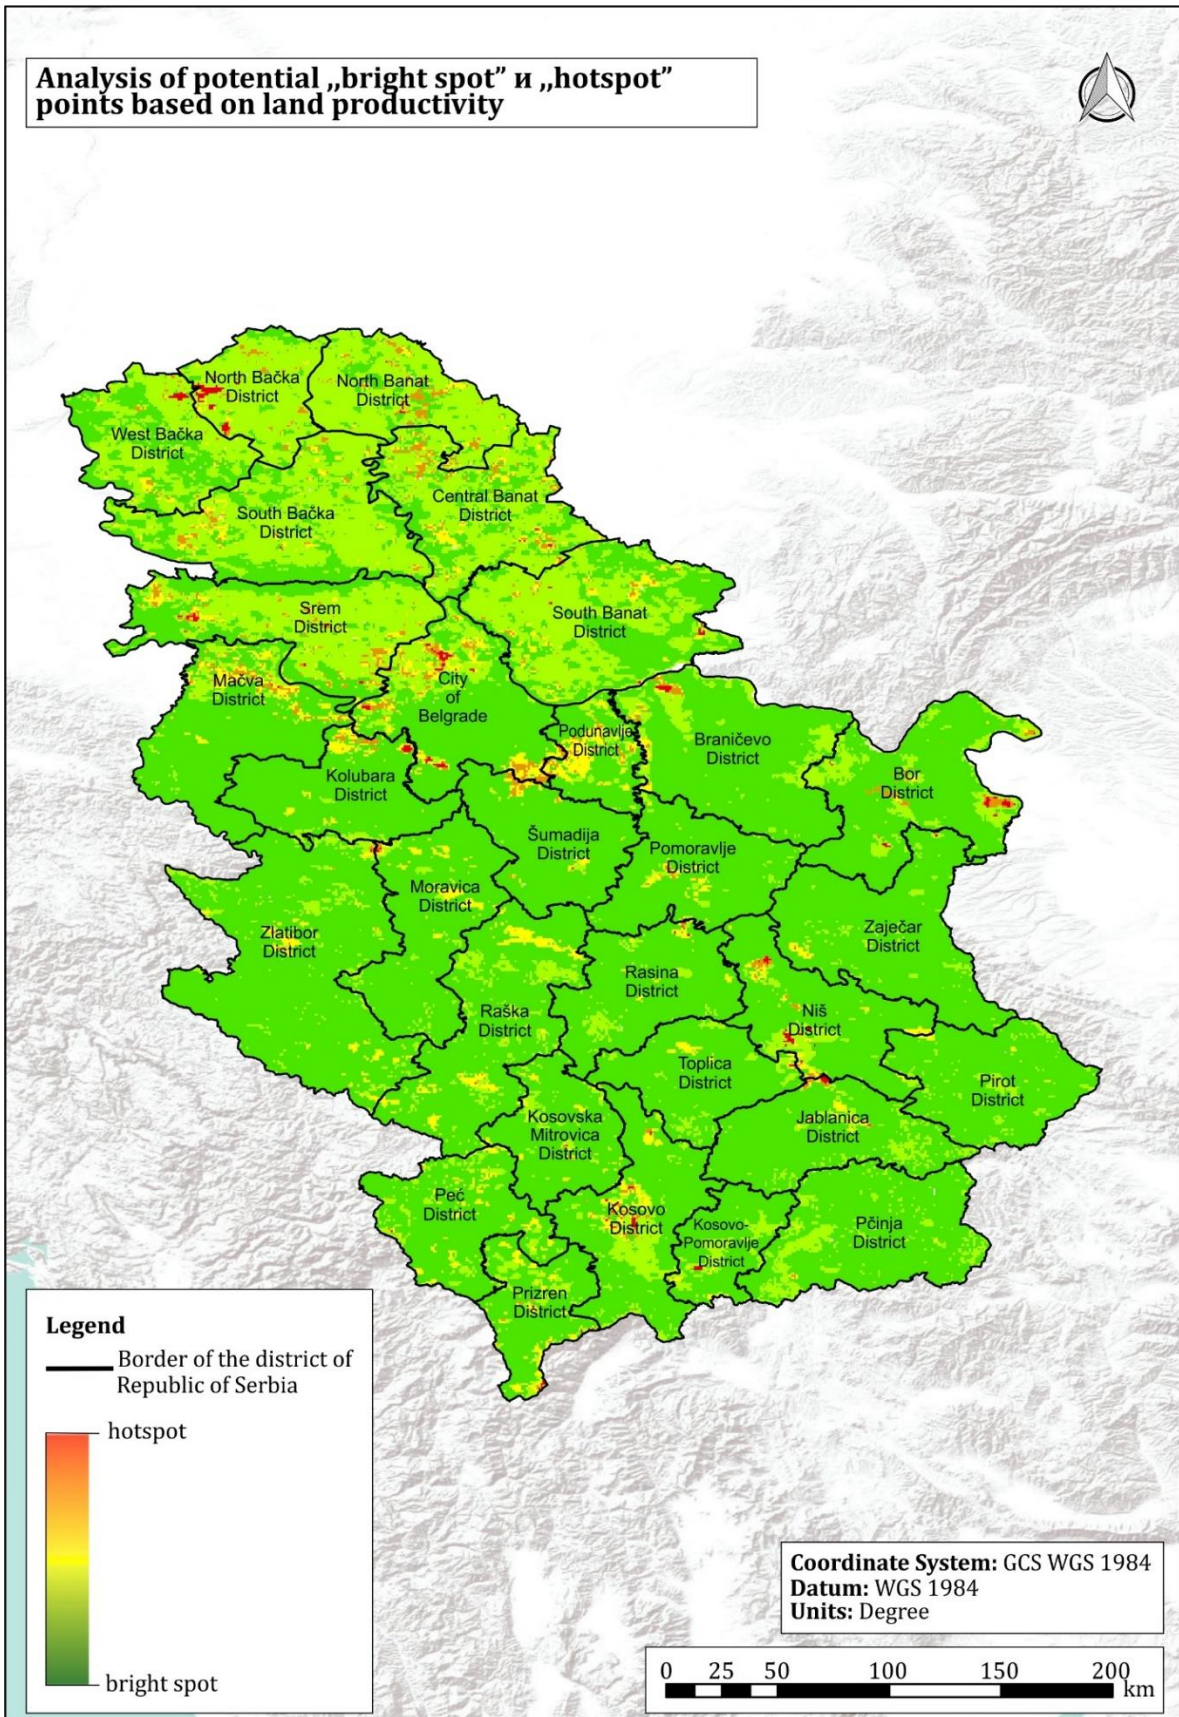 Analysis of potential „bright spot” и „hotspot”
points based on land productivity
North Bačka
District
North Banat
District
West Bačka
District
Central Banat
District
South Bačka
District
Srem
District
South Banat
District
Mačva
District
City
of
Belgrade
Podunavlje
District
Braničevo
District
Bor
District
Kolubara
District
Šumadija
District
Pomoravlje
District
Moravica
District
Zlatibor
District
Zaječar
District
Rasina
District
Raška
District
Niš
District
Toplica
District
Pirot
District
Kosovska
Mitrovica
District
Jablanica
District
Peć
District
Kosovo
District
Kosovo-
Pomoravlje
District
Pčinja
District
Prizren
District
Legend
Border of the district of
Republic of Serbia
hotspot
bright spot
Coordinate System: GCS WGS 1984
Datum: WGS 1984
Units: Degree
0 25 50 100 150 200
km